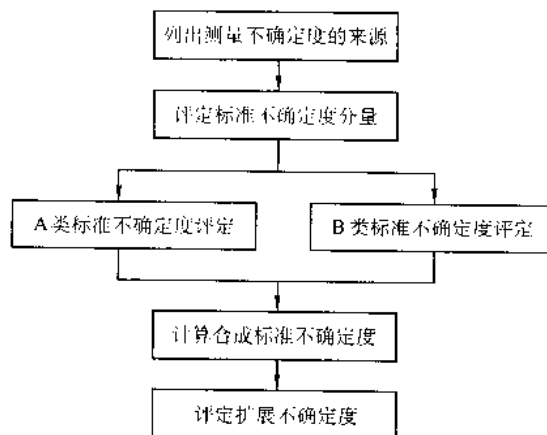 列出测量不确定度的来源
评定标准不确定度分量
A类标准不确定度评定
B类标准不确定度评定
计算合成标准不确定度
评定扩展不确定度